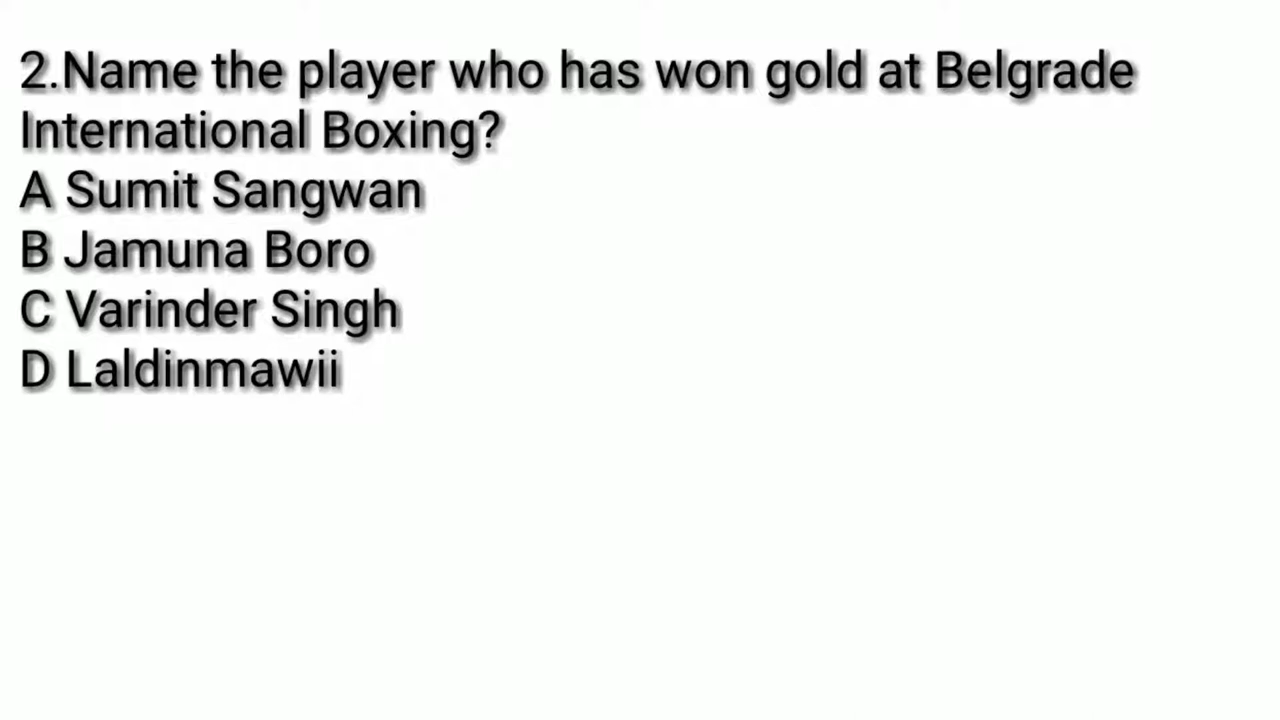 2.Name the player who has won gold at Belgrade
International Boxing?
A Sumit Sangwan
B Jamuna Boro
C Varinder Singh
D Laldinmawii